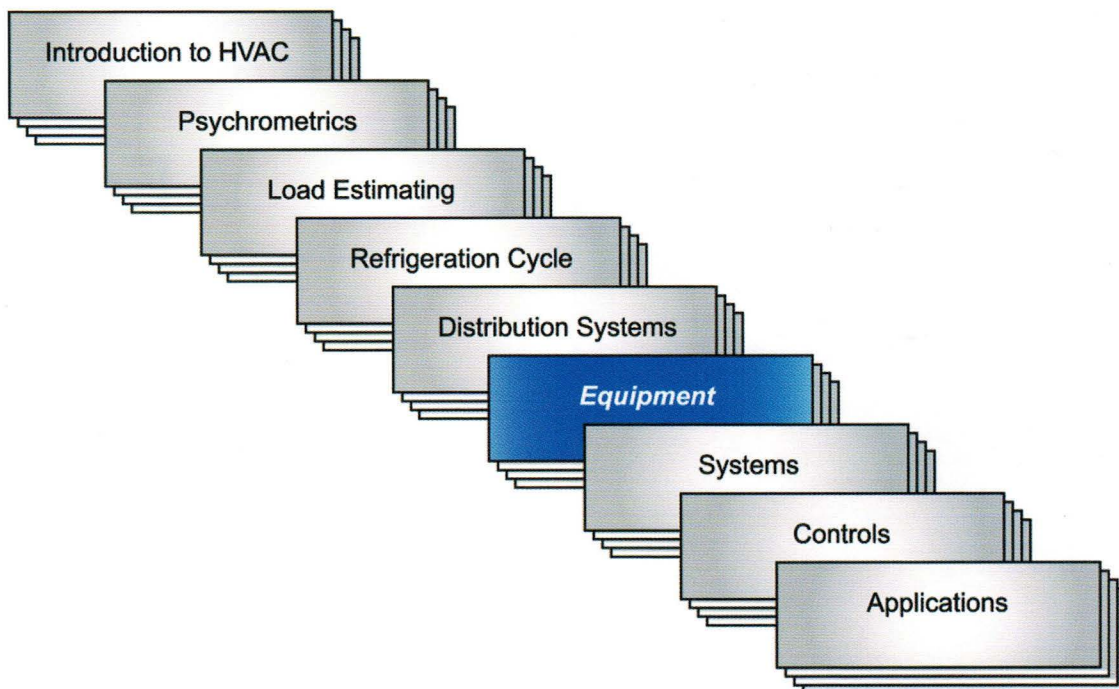 Introduction to HVAC
Psychrometrics
Load Estimating
Refrigeration Cycle
Distribution Systems
Equipment
Systems
Controls
Applications